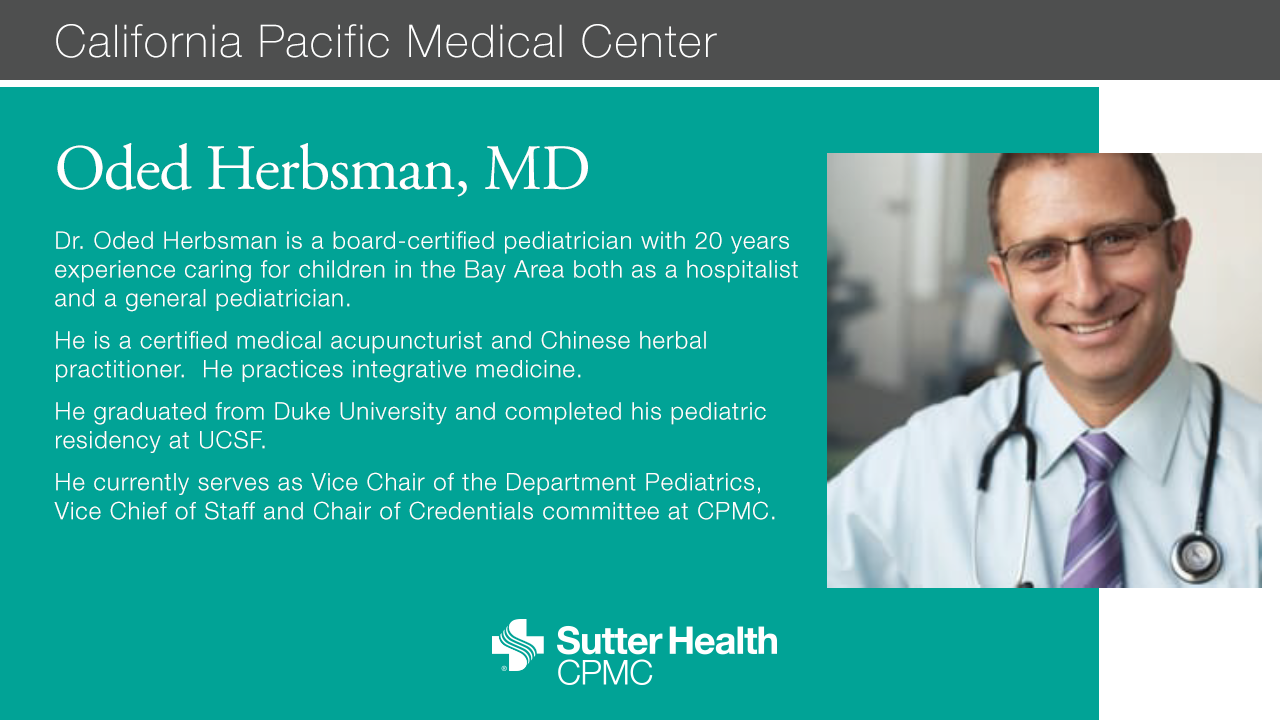 California Pacific Medical Center
Oded Herbsman, MD
Dr. Oded Herbsman is a board-certified pediatrician with 20 years
experience caring for children in the Bay Area both as a hospitalist
and a general pediatrician.
He is a certified medical acupuncturist and Chinese herbal
practitioner.  He practices integrative medicine.
He graduated from Duke University and completed his pediatric
residency at UCSF.
He currently serves as Vice Chair of the Department Pediatrics,
Vice Chief of Staff and Chair of Credentials committee at CPMC.
® Sutter Health
CPMC